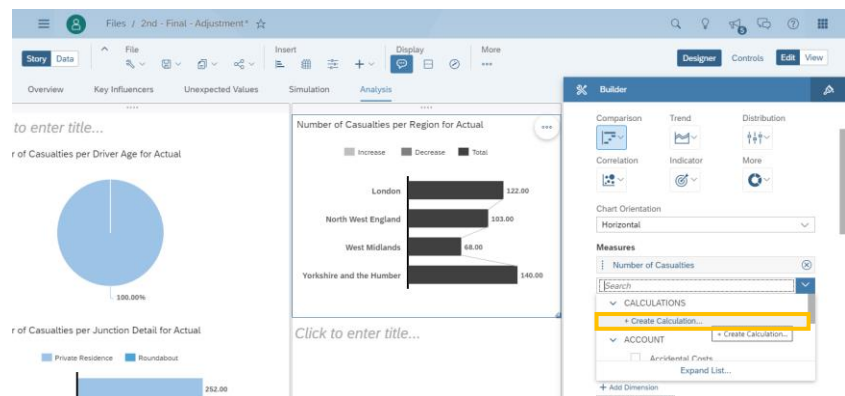 Files / 2nd - Final - Adjustment* ☆
Story Data
File
Insert
Display
More
Designer Controls Edit View
Overview Key Influencers Unexpected Values Simulation Analysis
Builder
to enter title...
r of Casualties per Driver Age for Actual
100.00%
r of Casualties per Junction Detail for Actual
Private Residence Roundabout
252.00
Number of Casualties per Region for Actual
Increase Decrease Total
London 122.00
North West England 103.00
West Midlands 68.00
Yorkshire and the Humber 140.00
Click to enter title...
Comparison Trend Distribution
Correlation Indicator More
Chart Orientation
Horizontal
Measures
Number of Casualties
Search
CALCULATIONS
+ Create Calculation...
+ Create Calculation...
ACCOUNT
Accidental Costs
Expand List...
+ Add Dimension